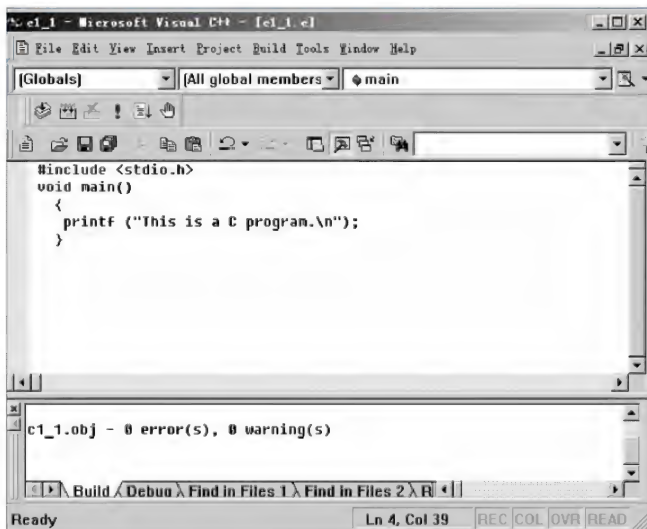 c1_1 - Microsoft Visual C++ - [c1_1.c]
File Edit View Insert Project Build Tools Window Help
(Globals) (All global members main
#include <stdio.h>
void main()
{
printf ("This is a C program.\n");
}
c1_1.obj - 0 error(s), 0 warning(s)
Build Debug Find in Files 1 Find in Files 2 R
Ready Ln 4, Col 39 REC COL OVR READ